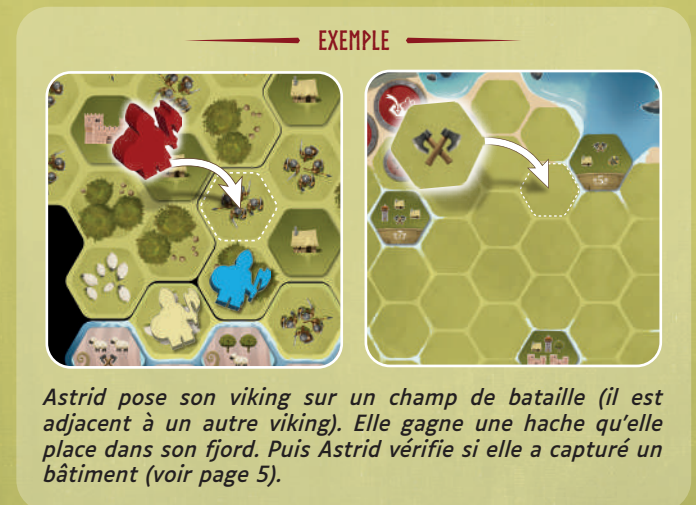 EXEMPLE
Astrid pose son viking sur un champ de bataille (il est
adjacent à un autre viking). Elle gagne une hache qu'elle
place dans son fjord. Puis Astrid vérifie si elle a capturé un
bâtiment (voir page 5).